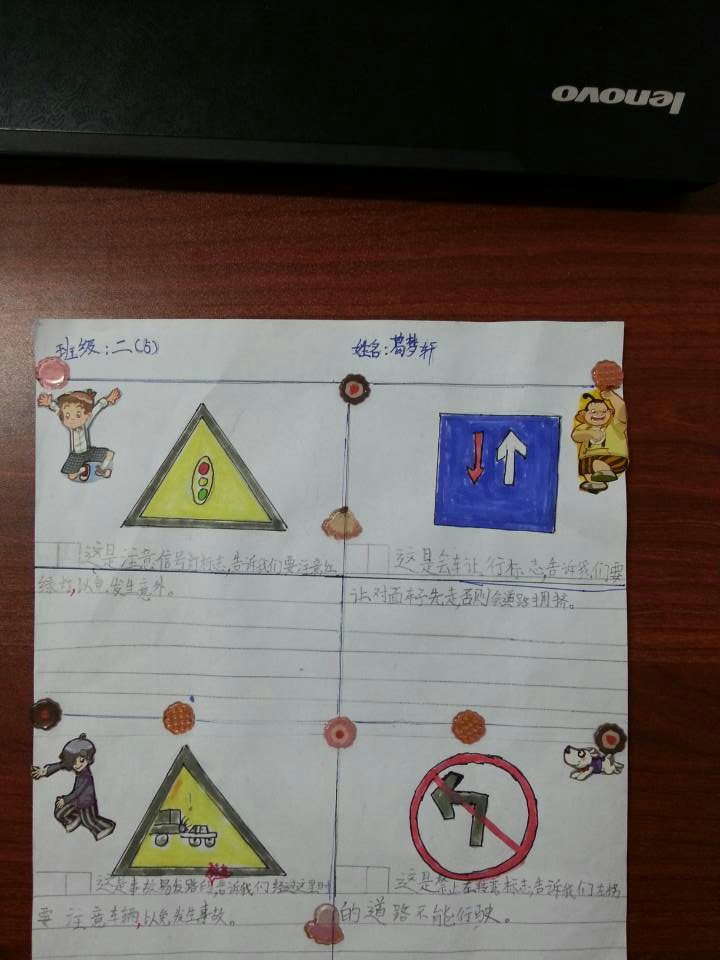 lenovo
班级:二(5)
姓名:葛梦轩
这是注意信号灯标志,告诉我们要注意红
绿灯,以免发生意外。
这是会车让行标志,告诉我们要
让对面车子先走,否则会道路拥挤。
这是事故易发路段,告诉我们经过这里时
要注意车辆,以免发生事故。
这是禁止左转弯标志,告诉我们左拐
的道路不能行驶。